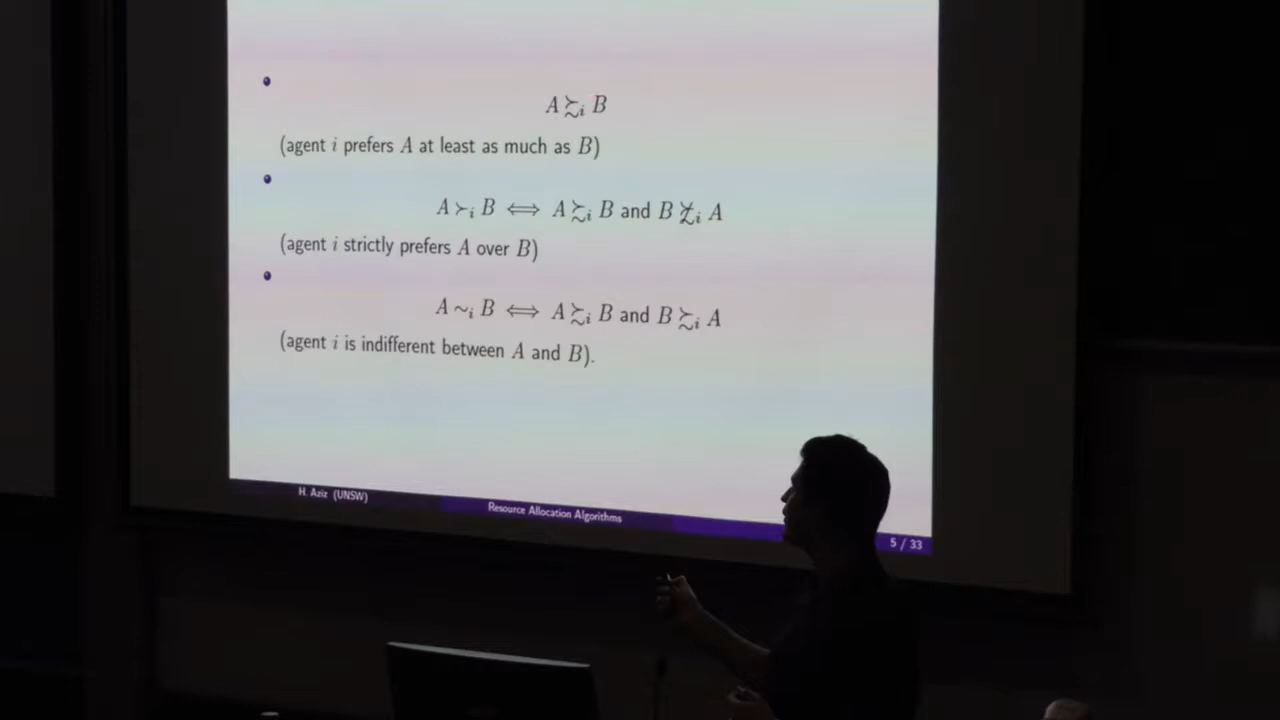 A ≿ᵢ B
(agent i prefers A at least as much as B)
A ≻ᵢ B ⟺ A ≿ᵢ B and B ⋡ᵢ A
(agent i strictly prefers A over B)
A ∼ᵢ B ⟺ A ≿ᵢ B and B ≿ᵢ A
(agent i is indifferent between A and B).
H. Aziz (UNSW)
Resource Allocation Algorithms
5 / 33